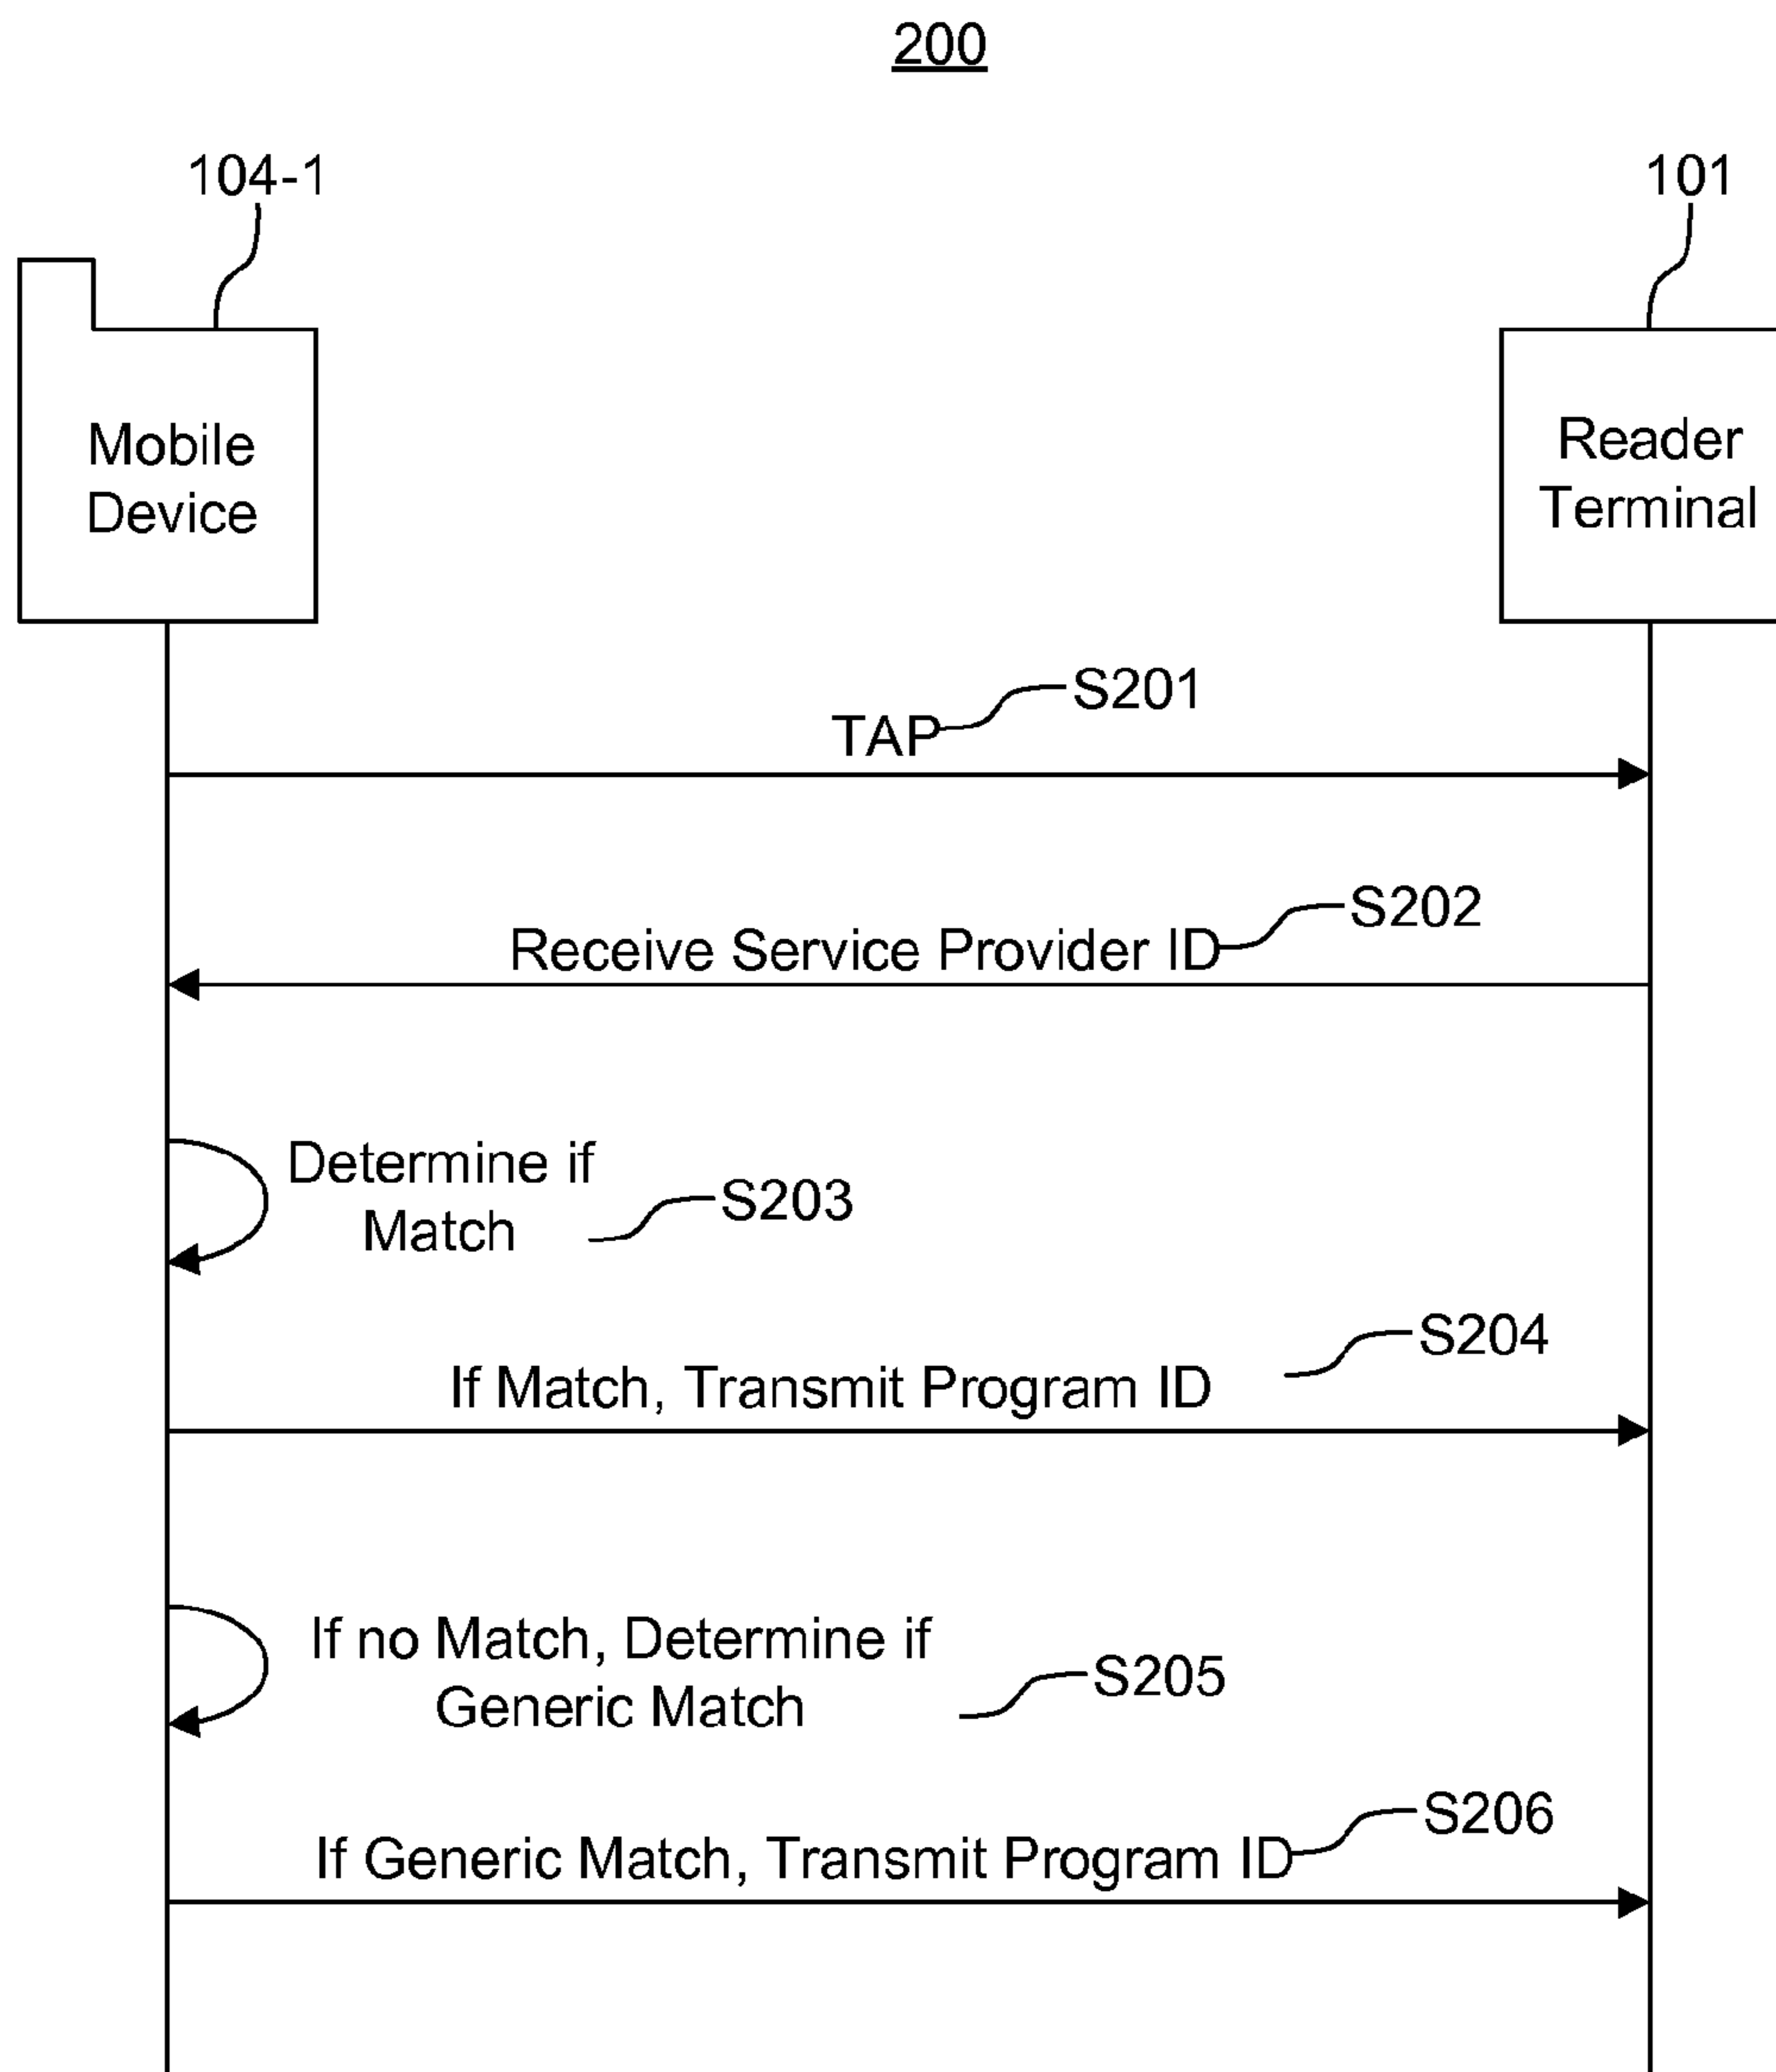 200
104-1
101
Mobile
Device
Reader
Terminal
S201
TAP
S202
Receive Service Provider ID
Determine if
Match
S203
S204
If Match, Transmit Program ID
If no Match, Determine if
Generic Match
S205
S206
If Generic Match, Transmit Program ID